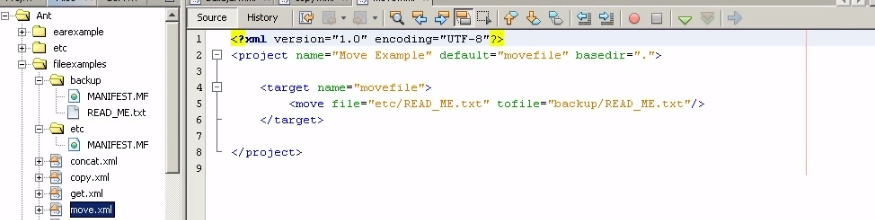 Ant
earexample
etc
fileexamples
backup
MANIFEST.MF
READ_ME.txt
etc
MANIFEST.MF
concat.xml
copy.xml
get.xml
move.xml
Source History
1 <?xml version="1.0" encoding="UTF-8"?>
2 <project name="Move Example" default="movefile" basedir=".">
3
4 <target name="movefile">
5 <move file="etc/READ_ME.txt" tofile="backup/READ_ME.txt"/>
6 </target>
7
8 </project>
9